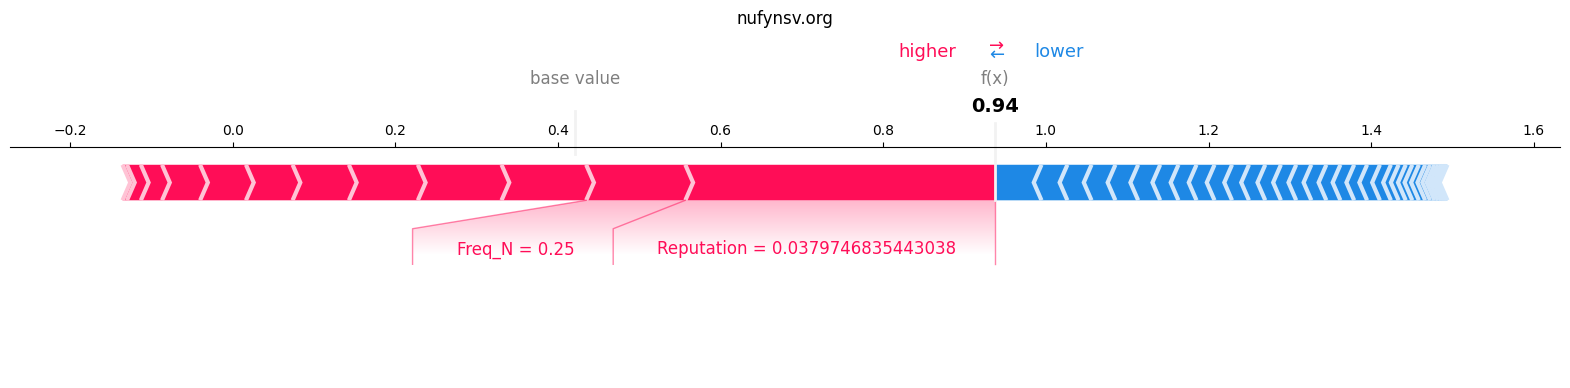 nufynsv.org
higher → ← lower
base value f(x)
0.94
−0.2 0.0 0.2 0.4 0.6 0.8 1.0 1.2 1.4 1.6
Freq_N = 0.25 Reputation = 0.0379746835443038